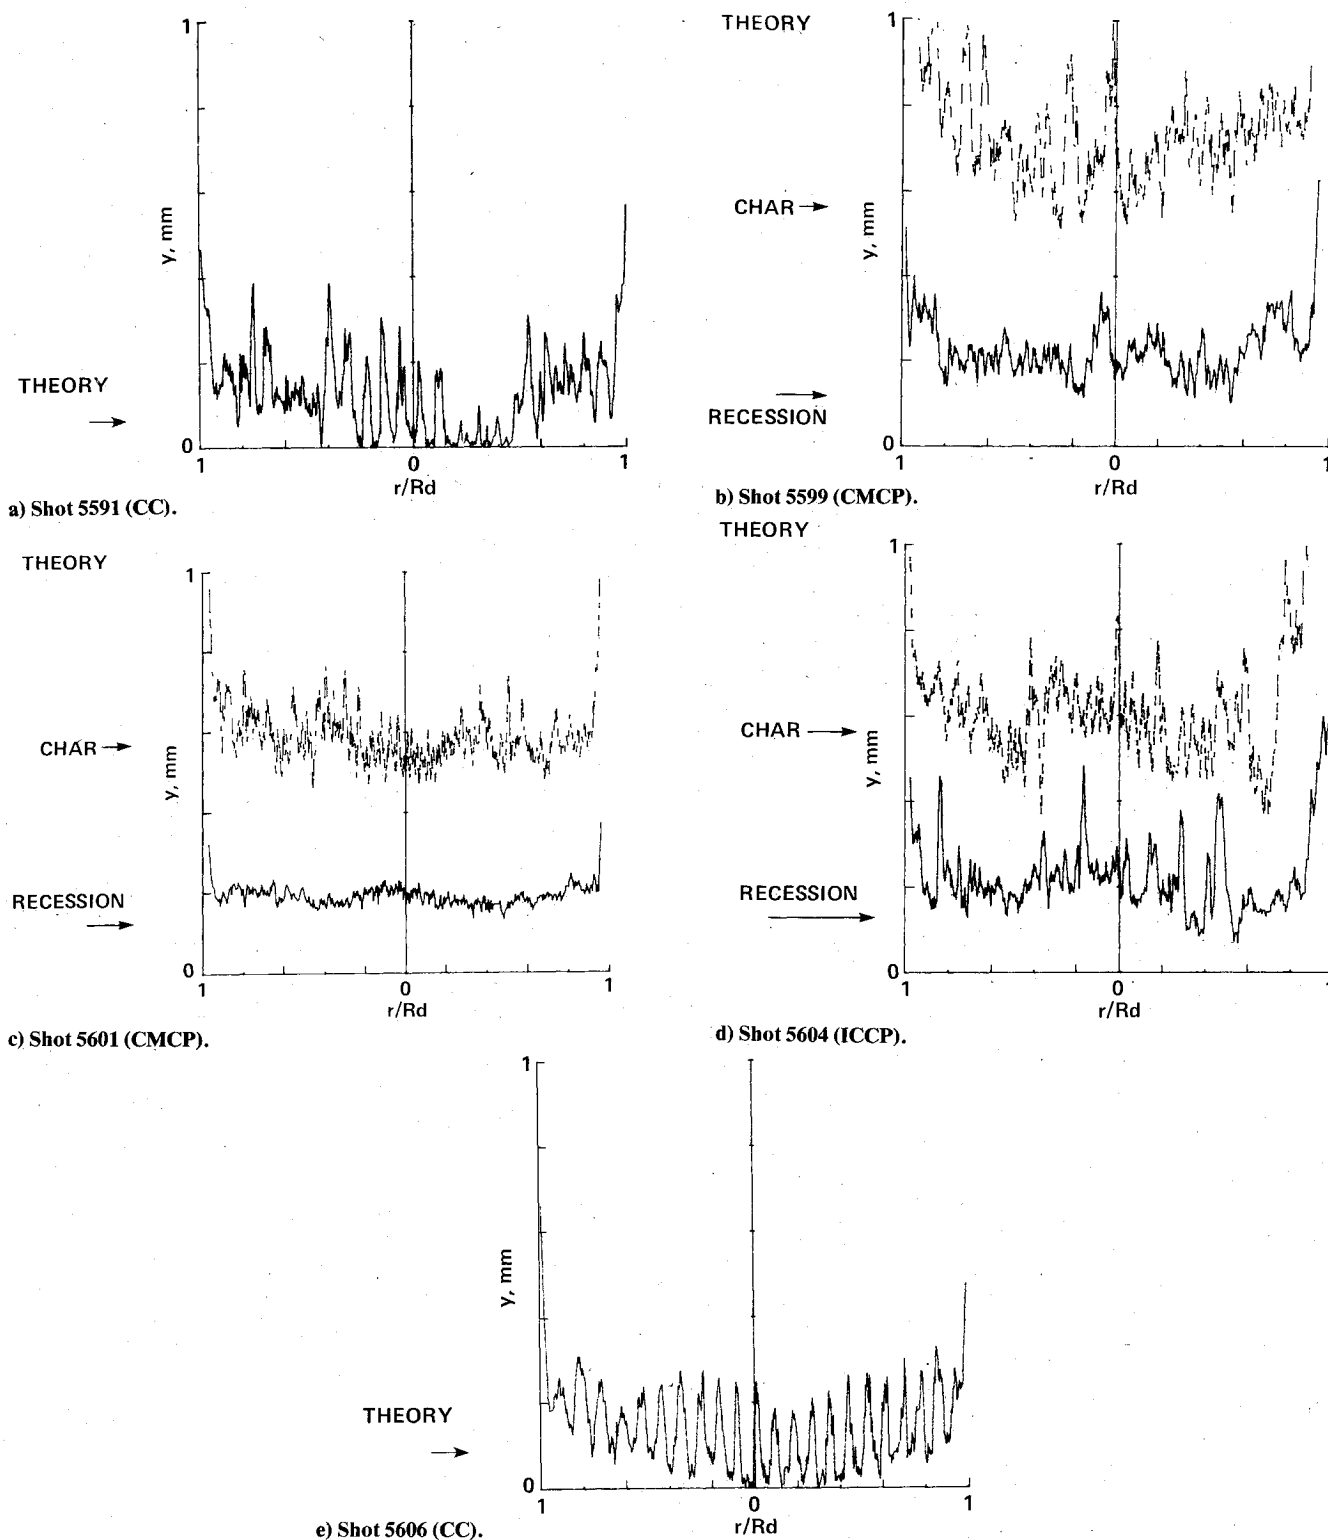 1
y, mm
THEORY
0
1
0
1
r/Rd
a) Shot 5591 (CC).
THEORY
1
CHAR
y, mm
RECESSION
0
1
0
1
r/Rd
b) Shot 5599 (CMCP).
THEORY
1
CHAR
y, mm
RECESSION
0
1
0
1
r/Rd
c) Shot 5601 (CMCP).
THEORY
1
CHAR
y, mm
RECESSION
0
1
0
1
r/Rd
d) Shot 5604 (ICCP).
1
y, mm
THEORY
0
1
0
1
r/Rd
e) Shot 5606 (CC).